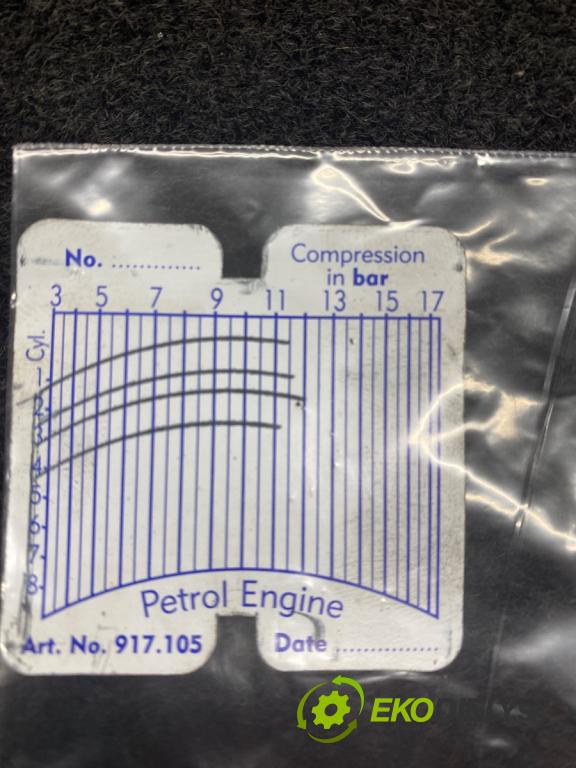 No. .............
Compression
in bar
3 5 7 9 11 13 15 17
Cyl.
1
2
3
4
5
6
7
8
Petrol Engine
Art. No. 917.105
Date ...............